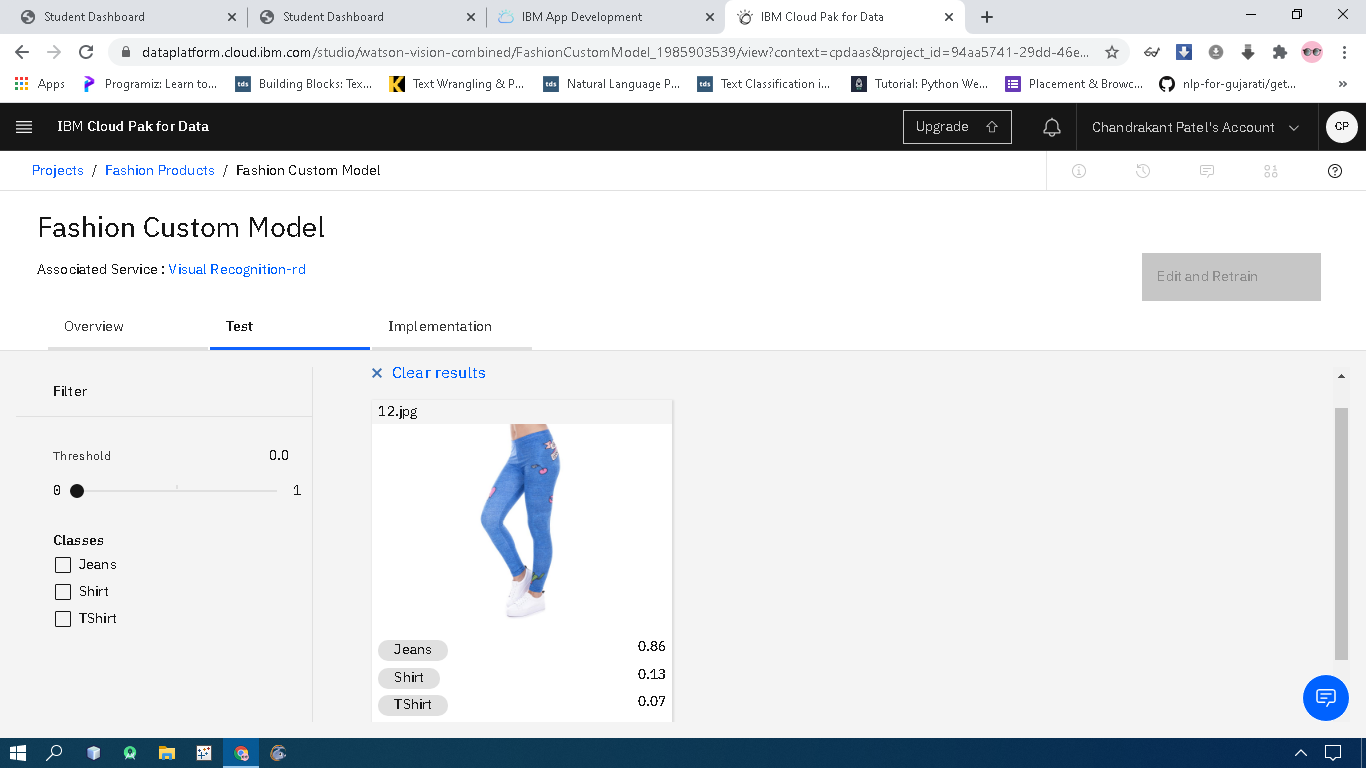 Student Dashboard
Student Dashboard
IBM App Development
IBM Cloud Pak for Data
dataplatform.cloud.ibm.com/studio/watson-vision-combined/FashionCustomModel_1985903539/view?context=cpdaas&project_id=94aa5741-29dd-46e...
Apps
Programiz: Learn to...
tds
Building Blocks: Tex...
Text Wrangling & P...
tds
Natural Language P...
tds
Text Classification i...
Tutorial: Python We...
Placement & Browc...
nlp-for-gujarati/get...
IBM Cloud Pak for Data
Upgrade
Chandrakant Patel's Account
CP
Projects / Fashion Products / Fashion Custom Model
Fashion Custom Model
Associated Service : Visual Recognition-rd
Edit and Retrain
Overview
Test
Implementation
Filter
Threshold 0.0
0 1
Classes
Jeans
Shirt
TShirt
Clear results
12.jpg
Jeans 0.86
Shirt 0.13
TShirt 0.07